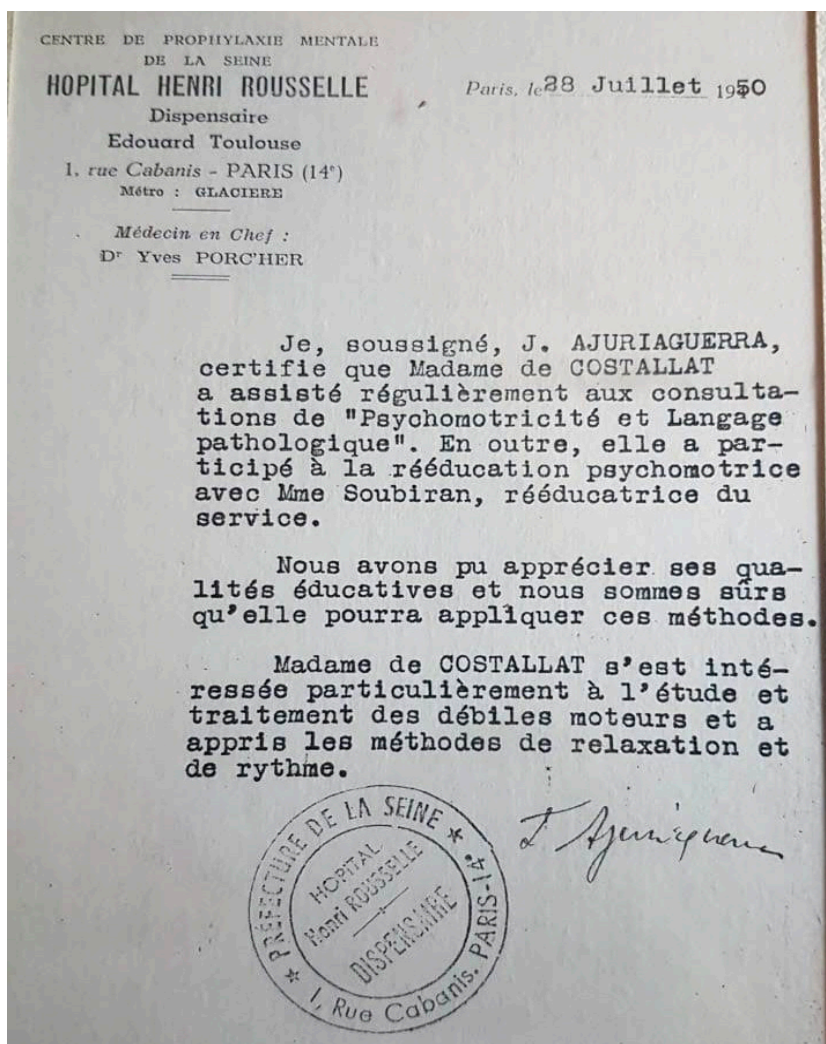 CENTRE DE PROPHYLAXIE MENTALE
DE LA SEINE
HOPITAL HENRI ROUSSELLE
Dispensaire
Edouard Toulouse
1, rue Cabanis - PARIS (14e)
Métro : GLACIERE
Médecin en Chef :
Dr Yves PORC'HER
Paris, le 28 Juillet 1950
Je, soussigné, J. AJURIAGUERRA,
certifie que Madame de COSTALLAT
a assisté régulièrement aux consulta-
tions de "Psychomotricité et Langage
pathologique". En outre, elle a par-
ticipé à la rééducation psychomotrice
avec Mme Soubiran, rééducatrice du
service.
Nous avons pu apprécier ses qua-
lités éducatives et nous sommes sûrs
qu'elle pourra appliquer ces méthodes.
Madame de COSTALLAT s'est inté-
ressée particulièrement à l'étude et
traitement des débiles moteurs et a
appris les méthodes de relaxation et
de rythme.
J Ajuriaguerra
* PRÉFECTURE DE LA SEINE *
HOPITAL
Henri ROUSSELLE
DISPENSAIRE
1, Rue Cabanis. PARIS-14e